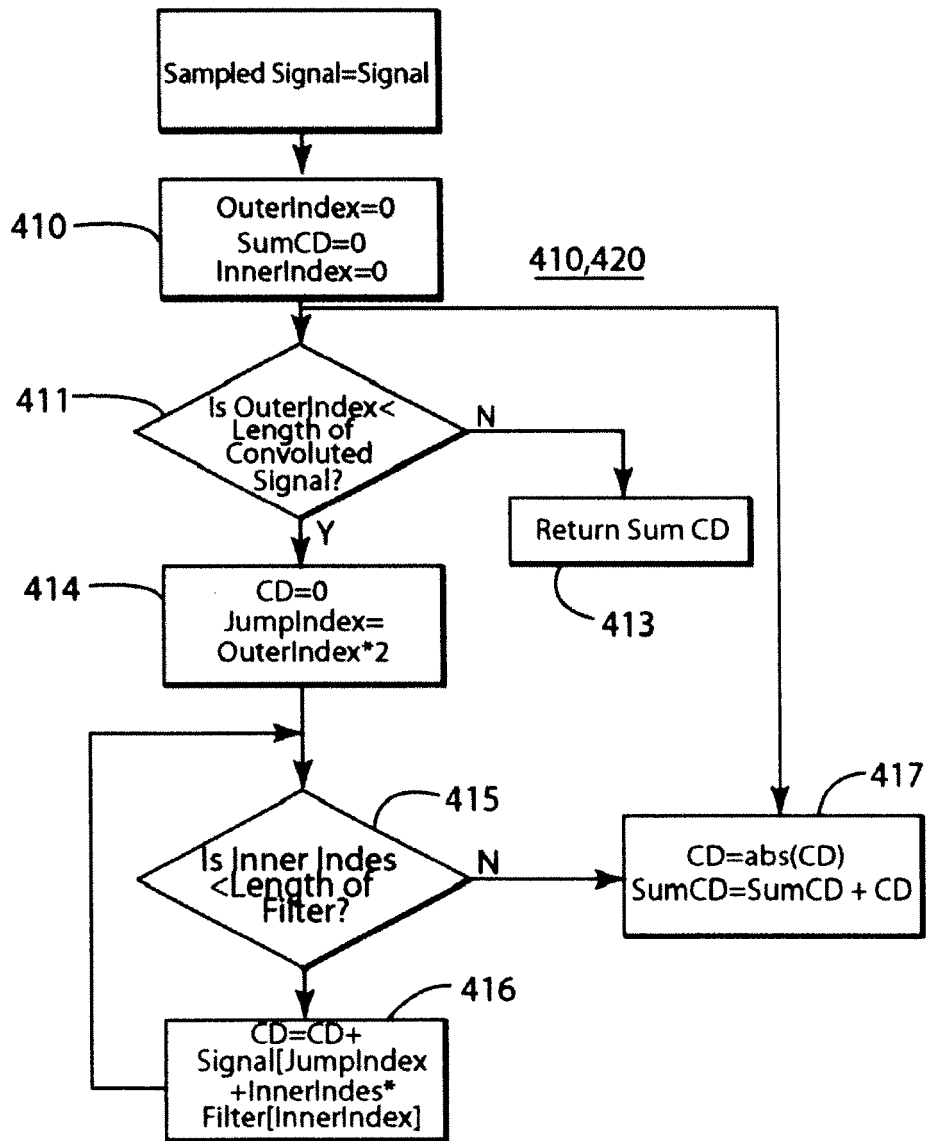 Sampled Signal=Signal
410
OuterIndex=0
SumCD=0
InnerIndex=0
410,420
411
Is OuterIndex<
Length of
Convoluted
Signal?
N
Y
Return Sum CD
413
414
CD=0
JumpIndex=
OuterIndex*2
415
Is Inner Indes
<Length of
Filter?
N
417
CD=abs(CD)
SumCD=SumCD + CD
416
CD=CD+
Signal[JumpIndex
+InnerIndes*
Filter[InnerIndex]